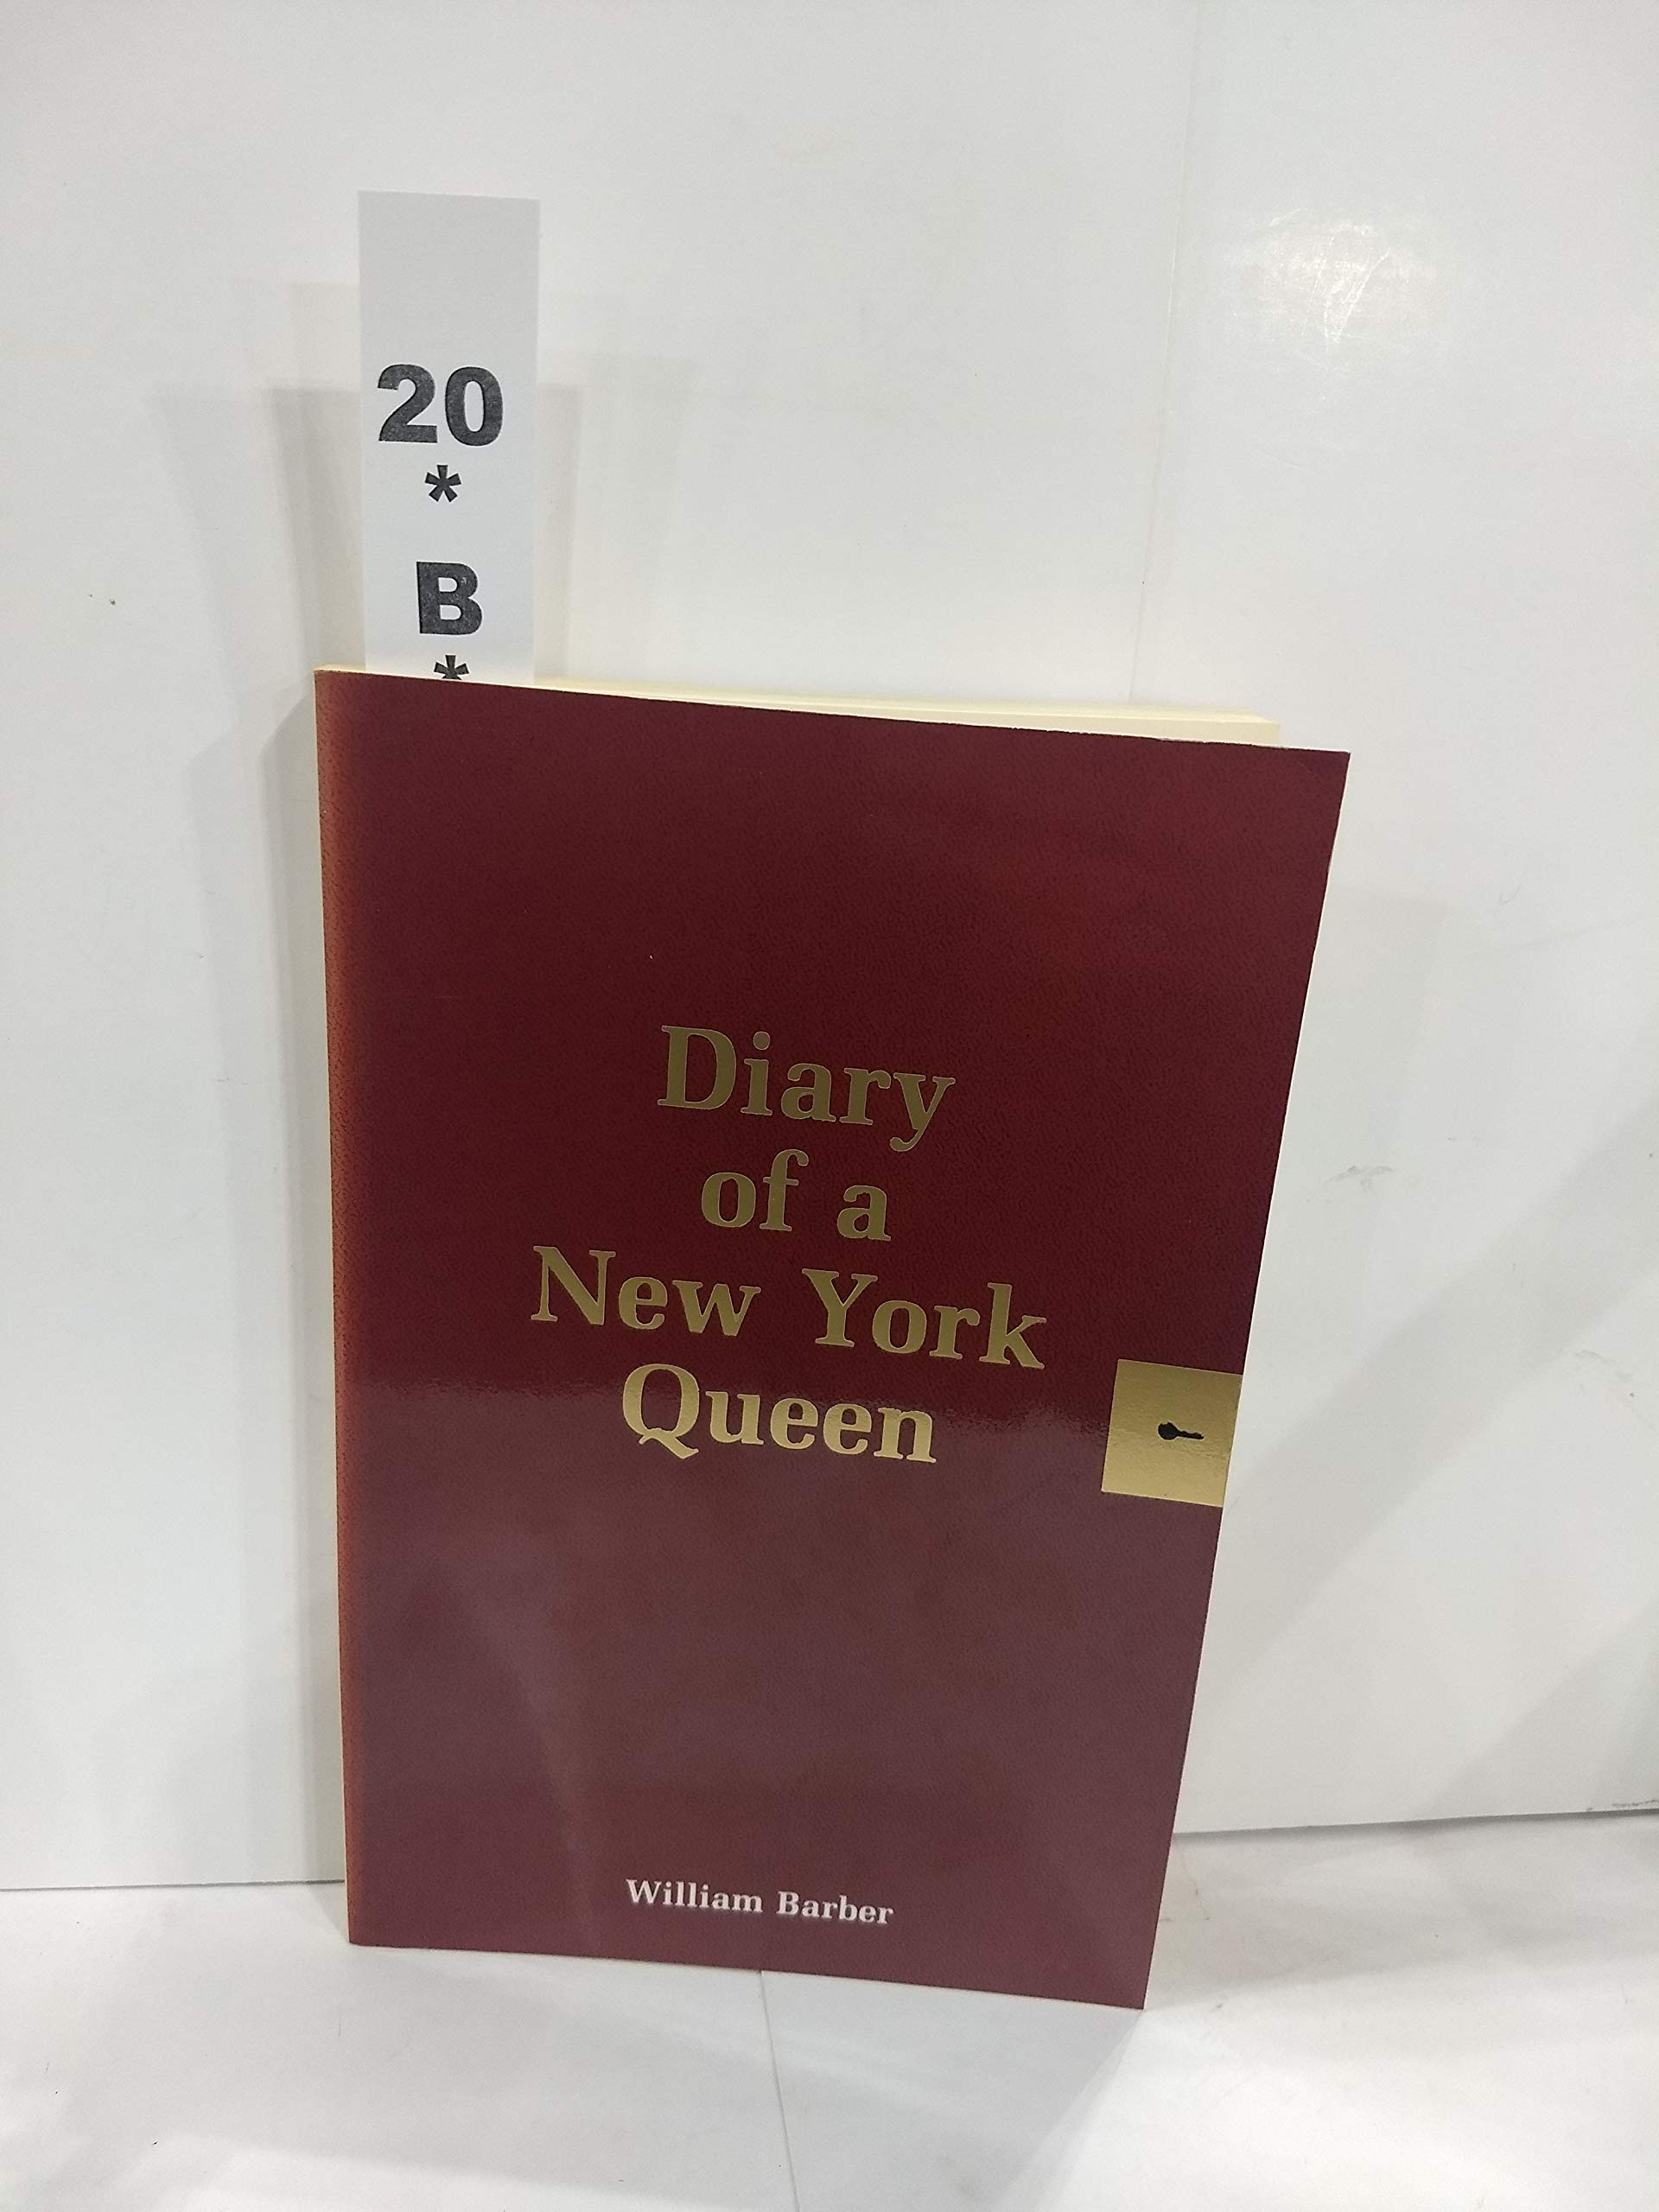 20
*
B
*
Diary
of a
New York
Queen
William Barber